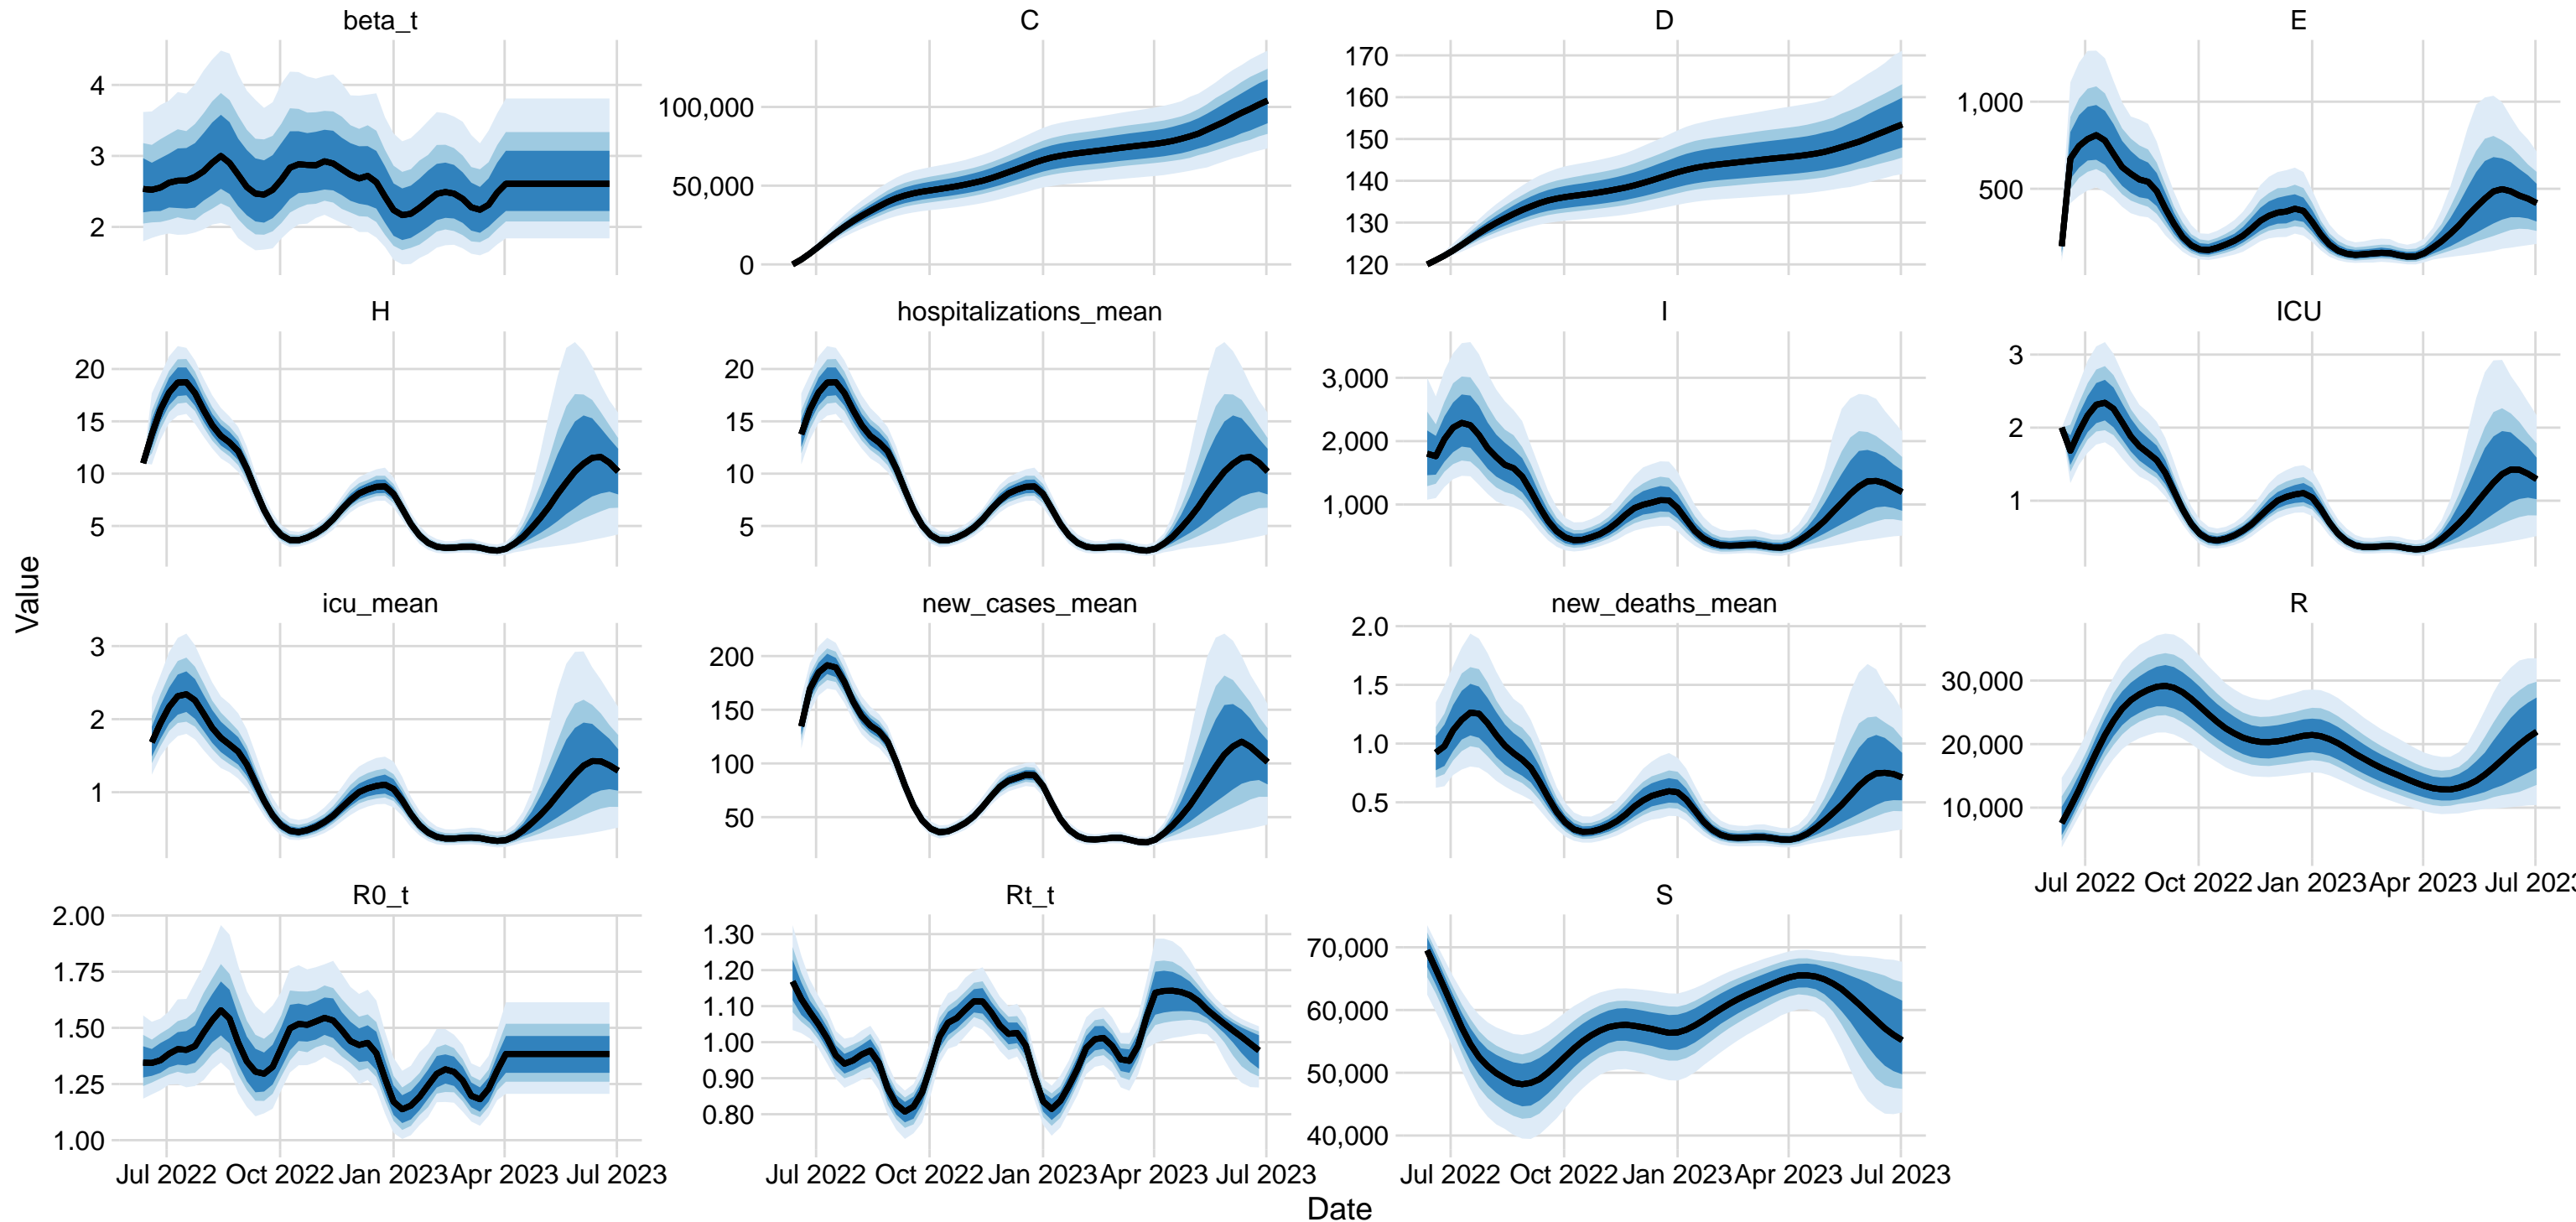 beta_t
C
D
E
4
3
2
100,000
50,000
0
170
160
150
140
130
120
1,000
500
H
hospitalizations_mean
I
ICU
20
15
10
5
20
15
10
5
3,000
2,000
1,000
3
2
1
Value
icu_mean
new_cases_mean
new_deaths_mean
R
3
2
1
200
150
100
50
2.0
1.5
1.0
0.5
30,000
20,000
10,000
Jul 2022 Oct 2022 Jan 2023 Apr 2023 Jul 2023
R0_t
Rt_t
S
2.00
1.75
1.50
1.25
1.00
1.30
1.20
1.10
1.00
0.90
0.80
70,000
60,000
50,000
40,000
Jul 2022 Oct 2022 Jan 2023 Apr 2023 Jul 2023
Jul 2022 Oct 2022 Jan 2023 Apr 2023 Jul 2023
Jul 2022 Oct 2022 Jan 2023 Apr 2023 Jul 2023
Date